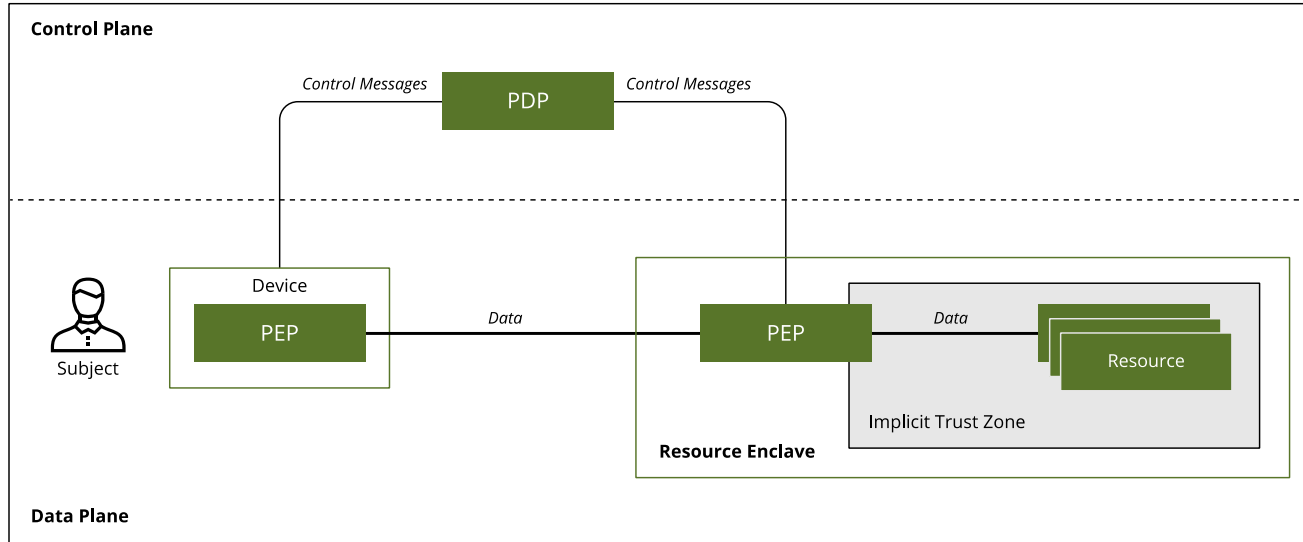 Control Plane
Control Messages
PDP
Control Messages
Device
PEP
Subject
Data
PEP
Data
Resource
Implicit Trust Zone
Resource Enclave
Data Plane